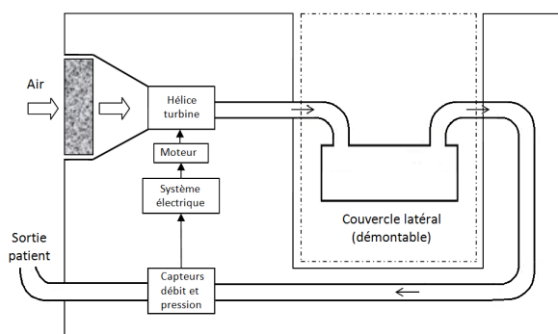 Air
Hélice
turbine
Moteur
Système
électrique
Couvercle latéral
(démontable)
Sortie
patient
Capteurs
débit et
pression